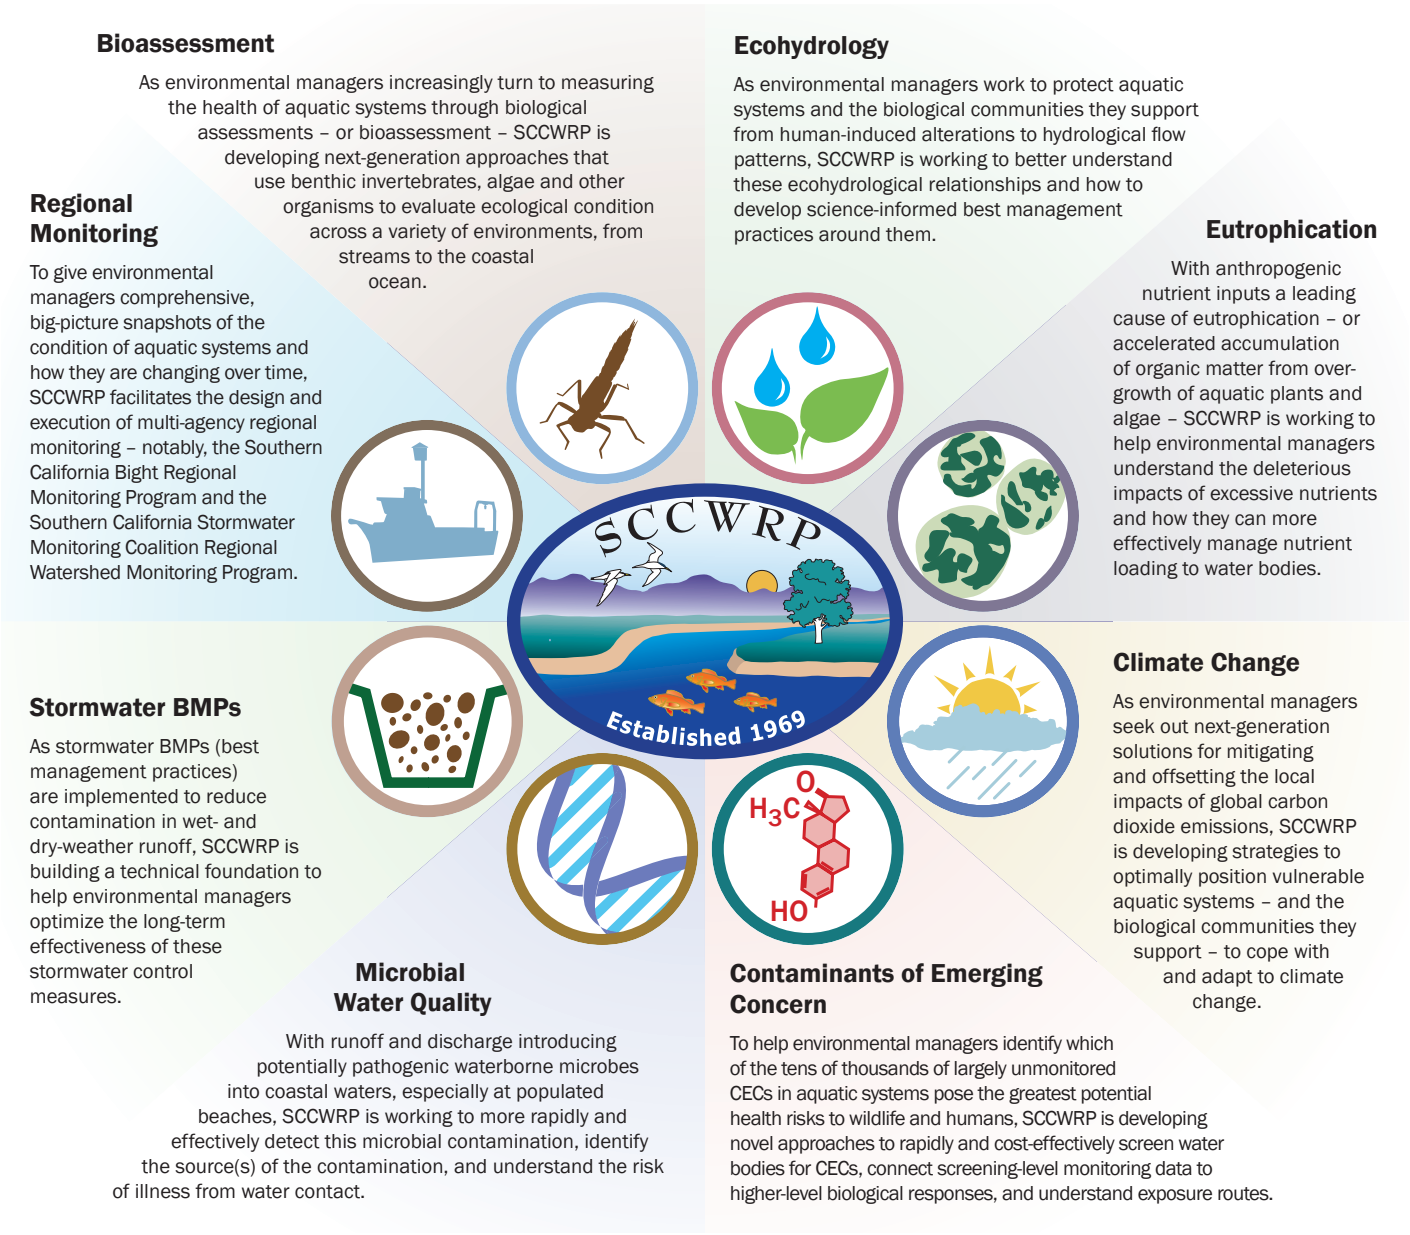 Bioassessment
As environmental managers increasingly turn to measuring
the health of aquatic systems through biological
assessments – or bioassessment – SCCWRP is
developing next-generation approaches that
use benthic invertebrates, algae and other
organisms to evaluate ecological condition
across a variety of environments, from
streams to the coastal
ocean.
Ecohydrology
As environmental managers work to protect aquatic
systems and the biological communities they support
from human-induced alterations to hydrological flow
patterns, SCCWRP is working to better understand
these ecohydrological relationships and how to
develop science-informed best management
practices around them.
Regional
Monitoring
To give environmental
managers comprehensive,
big-picture snapshots of the
condition of aquatic systems and
how they are changing over time,
SCCWRP facilitates the design and
execution of multi-agency regional
monitoring – notably, the Southern
California Bight Regional
Monitoring Program and the
Southern California Stormwater
Monitoring Coalition Regional
Watershed Monitoring Program.
Eutrophication
With anthropogenic
nutrient inputs a leading
cause of eutrophication – or
accelerated accumulation
of organic matter from over-
growth of aquatic plants and
algae – SCCWRP is working to
help environmental managers
understand the deleterious
impacts of excessive nutrients
and how they can more
effectively manage nutrient
loading to water bodies.
SCCWRP
Established 1969
Stormwater BMPs
As stormwater BMPs (best
management practices)
are implemented to reduce
contamination in wet- and
dry-weather runoff, SCCWRP is
building a technical foundation to
help environmental managers
optimize the long-term
effectiveness of these
stormwater control
measures.
Climate Change
As environmental managers
seek out next-generation
solutions for mitigating
and offsetting the local
impacts of global carbon
dioxide emissions, SCCWRP
is developing strategies to
optimally position vulnerable
aquatic systems – and the
biological communities they
support – to cope with
and adapt to climate
change.
O
H3C
HO
Microbial
Water Quality
With runoff and discharge introducing
potentially pathogenic waterborne microbes
into coastal waters, especially at populated
beaches, SCCWRP is working to more rapidly and
effectively detect this microbial contamination, identify
the source(s) of the contamination, and understand the risk
of illness from water contact.
Contaminants of Emerging
Concern
To help environmental managers identify which
of the tens of thousands of largely unmonitored
CECs in aquatic systems pose the greatest potential
health risks to wildlife and humans, SCCWRP is developing
novel approaches to rapidly and cost-effectively screen water
bodies for CECs, connect screening-level monitoring data to
higher-level biological responses, and understand exposure routes.